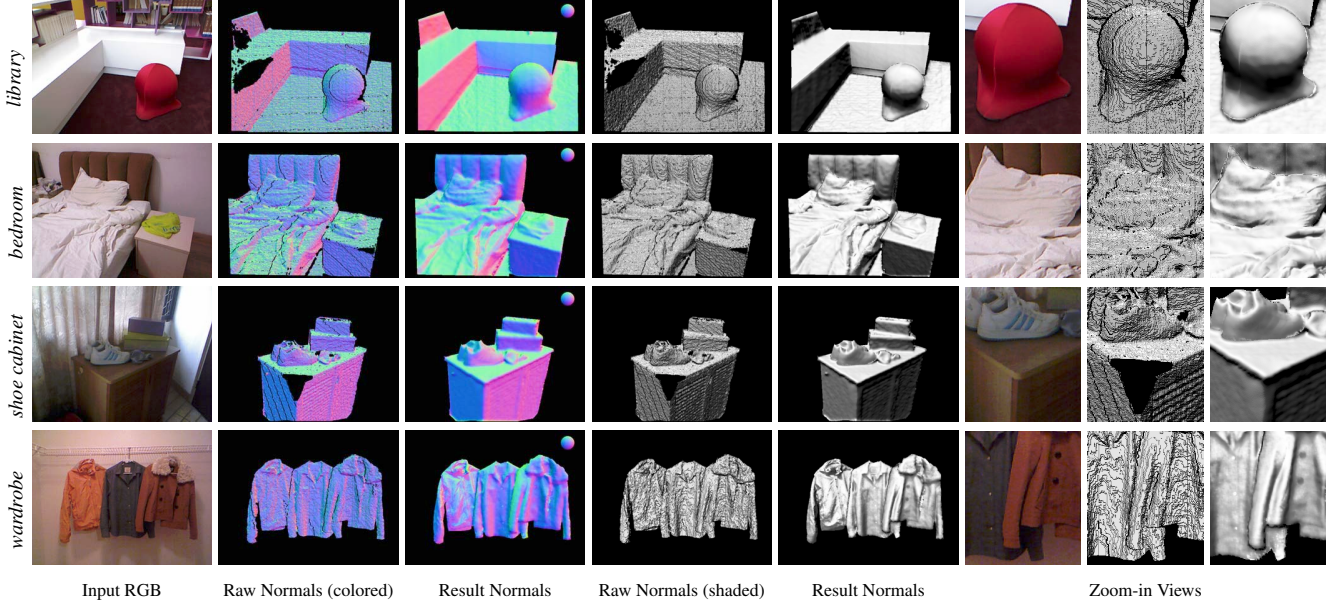 library
bedroom
shoe cabinet
wardrobe
Input RGB
Raw Normals (colored)
Result Normals
Raw Normals (shaded)
Result Normals
Zoom-in Views